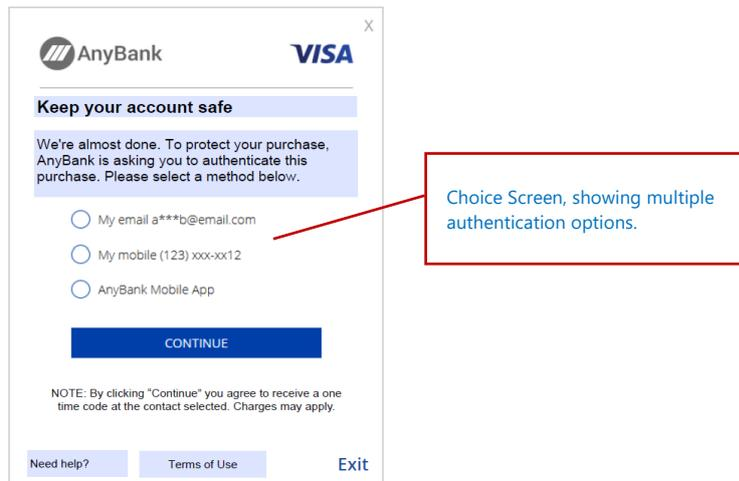 X
AnyBank
VISA
Keep your account safe
We're almost done. To protect your purchase,
AnyBank is asking you to authenticate this
purchase. Please select a method below.
My email a***b@email.com
My mobile (123) xxx-xx12
AnyBank Mobile App
CONTINUE
NOTE: By clicking “Continue” you agree to receive a one
time code at the contact selected. Charges may apply.
Need help?
Terms of Use
Exit
Choice Screen, showing multiple
authentication options.